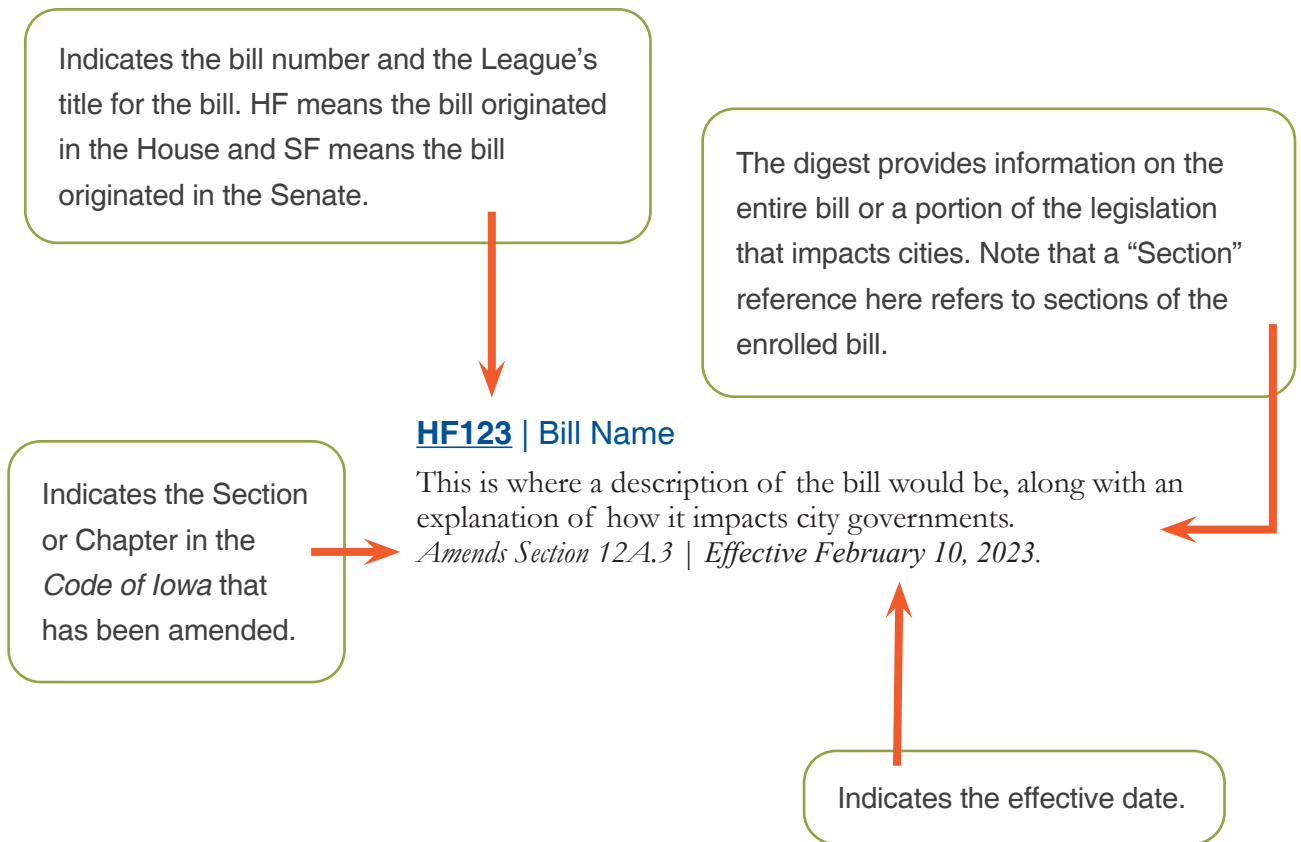 Indicates the bill number and the League’s
title for the bill. HF means the bill originated
in the House and SF means the bill
originated in the Senate.
The digest provides information on the
entire bill or a portion of the legislation
that impacts cities. Note that a “Section”
reference here refers to sections of the
enrolled bill.
HF123 | Bill Name
This is where a description of the bill would be, along with an
explanation of how it impacts city governments.
Amends Section 12A.3 | Effective February 10, 2023.
Indicates the Section
or Chapter in the
Code of Iowa that
has been amended.
Indicates the effective date.